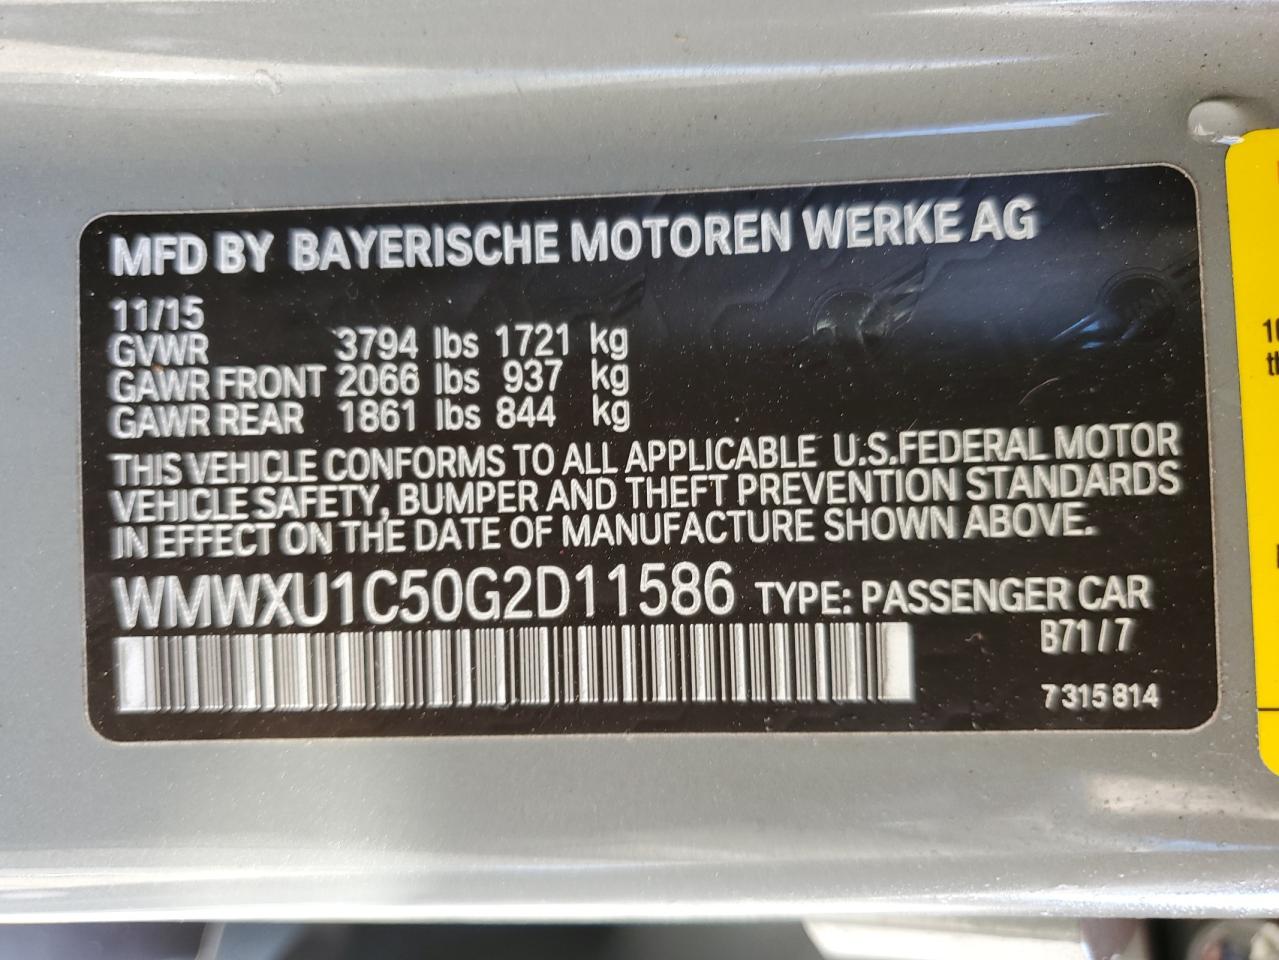 MFD BY BAYERISCHE MOTOREN WERKE AG
11/15
GVWR 3794 lbs 1721 kg
GAWR FRONT 2066 lbs 937 kg
GAWR REAR 1861 lbs 844 kg
THIS VEHICLE CONFORMS TO ALL APPLICABLE U.S.FEDERAL MOTOR
VEHICLE SAFETY, BUMPER AND THEFT PREVENTION STANDARDS
IN EFFECT ON THE DATE OF MANUFACTURE SHOWN ABOVE.
WMWXU1C50G2D11586 TYPE: PASSENGER CAR
B71/7
7 315 814